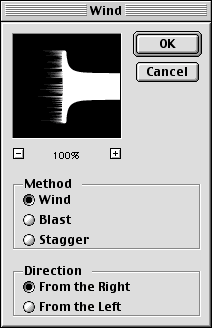 Wind
OK
Cancel
100%
Method
Wind
Blast
Stagger
Direction
From the Right
From the Left